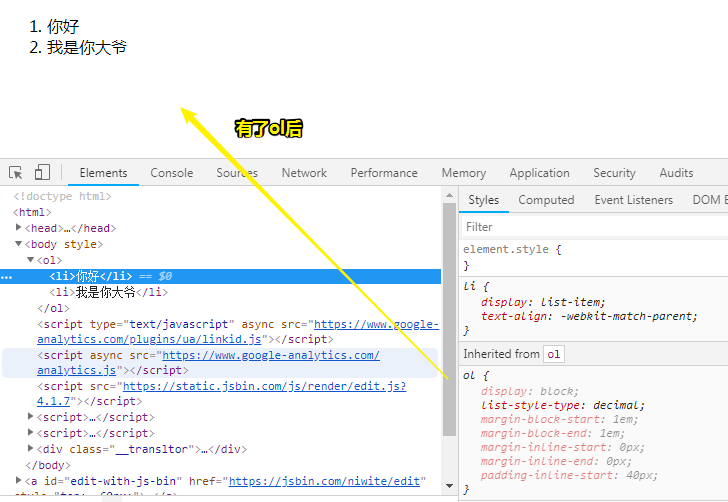 1. 你好
2. 我是你大爷
有了ol后
Elements Console Sources Network Performance Memory Application Security Audits
<!doctype html>
<html>
<head>…</head>
<body style>
<ol>
<li>你好</li> == $0
<li>我是你大爷</li>
</ol>
<script type="text/javascript" async src="https://www.google-
analytics.com/plugins/ua/linkid.js"></script>
<script async src="https://www.google-analytics.com/
analytics.js"></script>
<script src="https://static.jsbin.com/js/render/edit.js?
4.1.7"></script>
<script>…</script>
<script>…</script>
<div class="__transltor">…</div>
</body>
<a id="edit-with-js-bin" href="https://jsbin.com/niwite/edit"
Styles Computed Event Listeners DOM B
Filter
element.style {
}
li {
display: list-item;
text-align: -webkit-match-parent;
}
Inherited from ol
ol {
display: block;
list-style-type: decimal;
margin-block-start: 1em;
margin-block-end: 1em;
margin-inline-start: 0px;
margin-inline-end: 0px;
padding-inline-start: 40px;
}